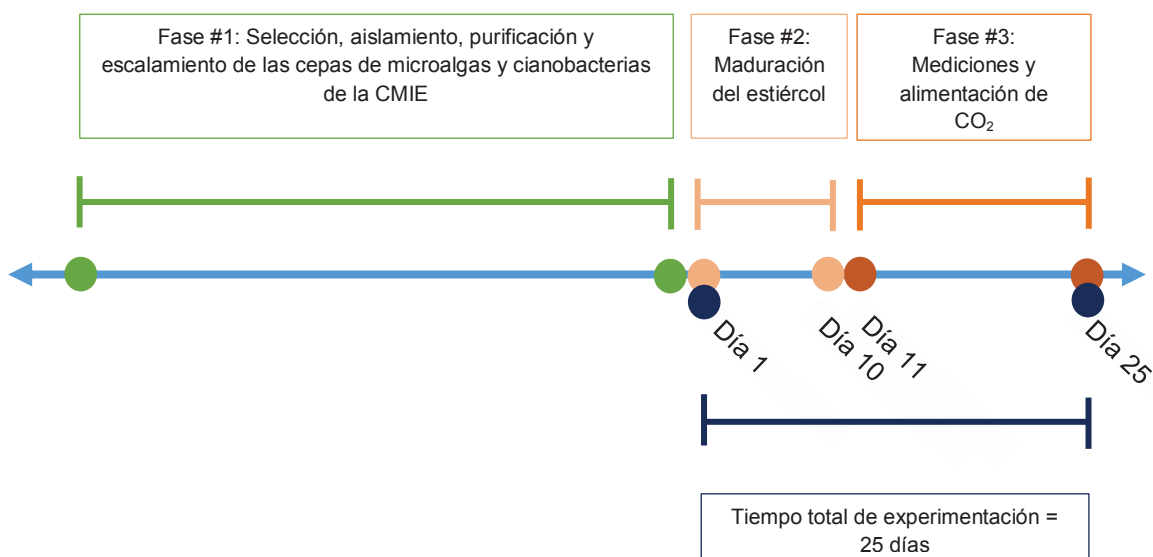 Fase #1: Selección, aislamiento, purificación y
escalamiento de las cepas de microalgas y cianobacterias
de la CMIE
Fase #2:
Maduración
del estiércol
Fase #3:
Mediciones y
alimentación de
CO₂
Día 1
Día 10
Día 11
Día 25
Tiempo total de experimentación =
25 días